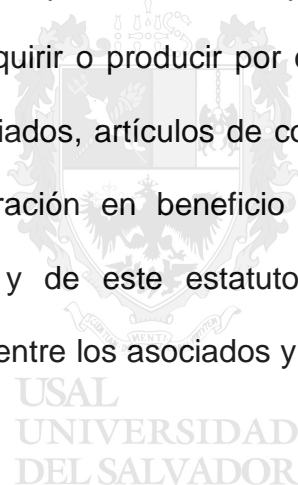 quirir o producir por
iados, artículos de co
ración en beneficio
y de este estatuto
entre los asociados y
USAL
UNIVERSIDAD
DEL SALVADOR